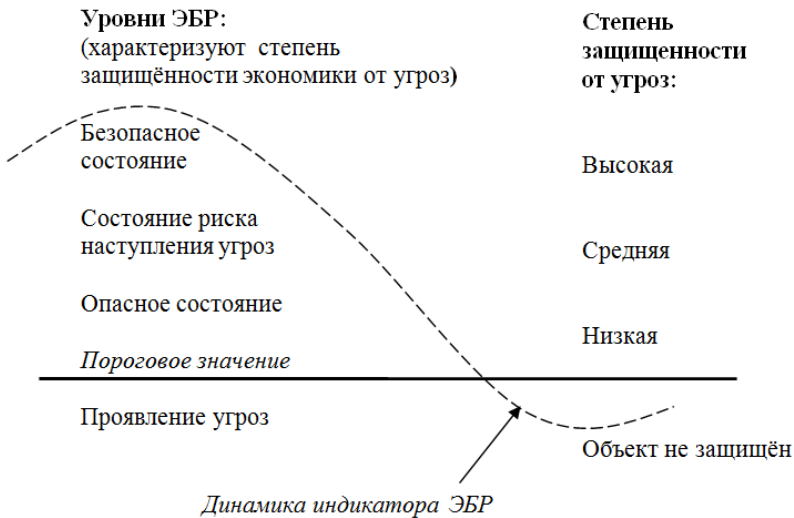 Уровни ЭБР:
(характеризуют степень
защищённости экономики от угроз)
Степень
защищенности
от угроз:
Безопасное
состояние
Высокая
Состояние риска
наступления угроз
Средняя
Опасное состояние
Низкая
Пороговое значение
Проявление угроз
Объект не защищён
Динамика индикатора ЭБР